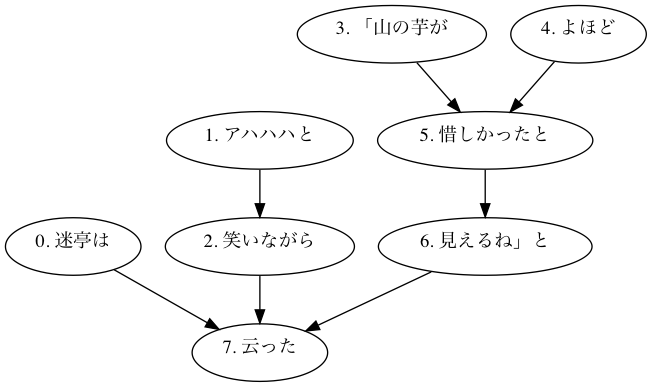 3. 「山の芋が
4. よほど
1. アハハハと
5. 惜しかったと
0. 迷亭は
2. 笑いながら
6. 見えるね」と
7. 云った